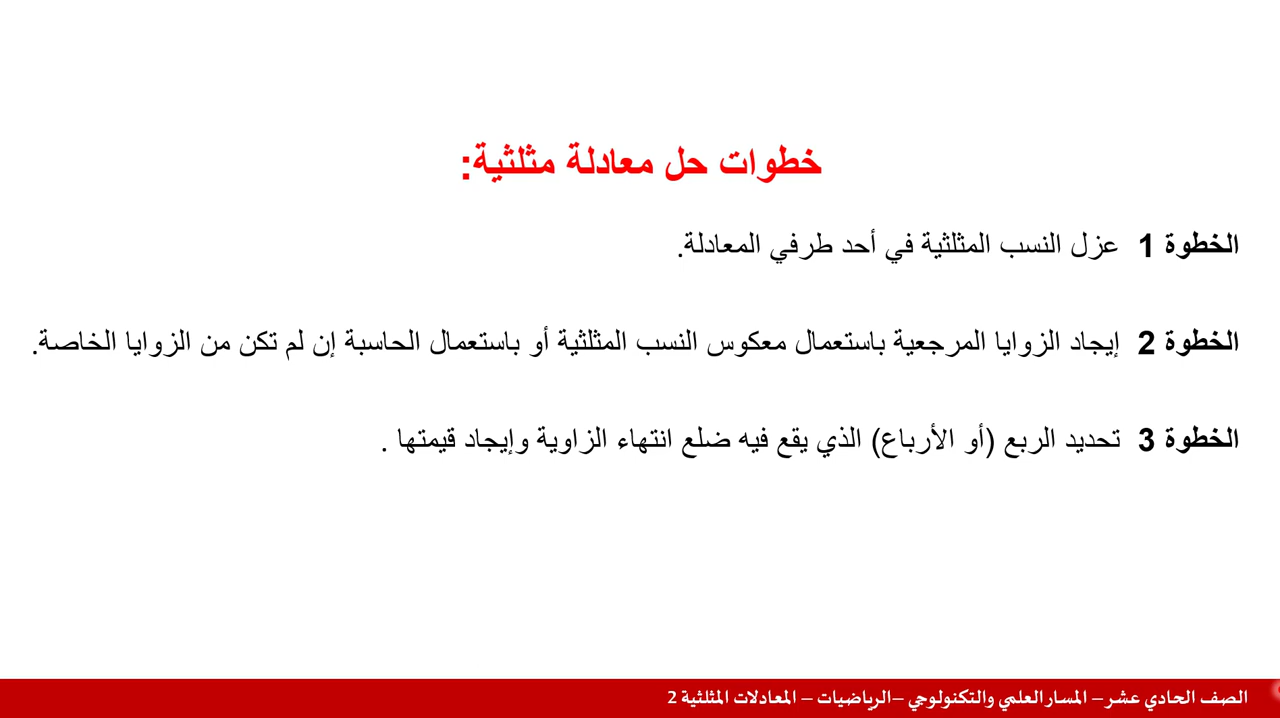 خطوات حل معادلة مثلثية:
الخطوة 1 عزل النسب المثلثية في أحد طرفي المعادلة.
الخطوة 2 إيجاد الزوايا المرجعية باستعمال معكوس النسب المثلثية أو باستعمال الحاسبة إن لم تكن من الزوايا الخاصة.
الخطوة 3 تحديد الربع (أو الأرباع) الذي يقع فيه ضلع انتهاء الزاوية وإيجاد قيمتها .
الصف الحادي عشر – المسار العلمي والتكنولوجي –الرياضيات – المعادلات المثلثية 2